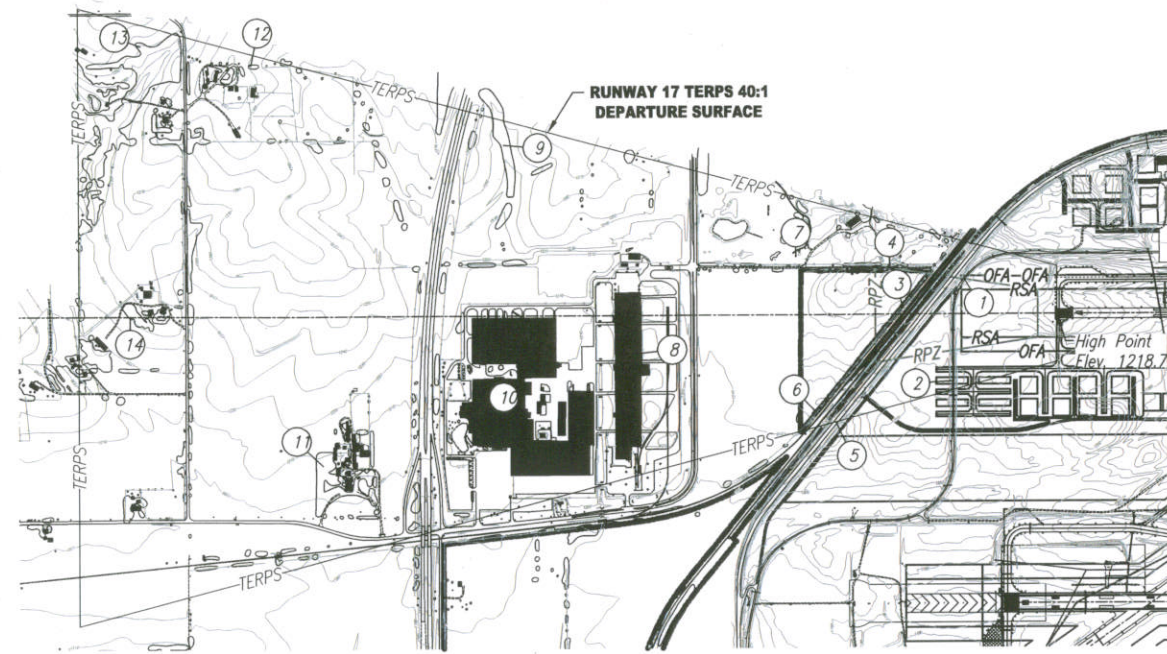 13
12
TERPS
RUNWAY 17 TERPS 40:1
DEPARTURE SURFACE
TERPS
9
TERPS
7
4
3
RPZ
OFA OFA
RSA
1
14
8
RSA
High Point
RPZ
OFA
Elev. 1218.7
2
10
6
11
TERPS
TERPS
5
TERPS